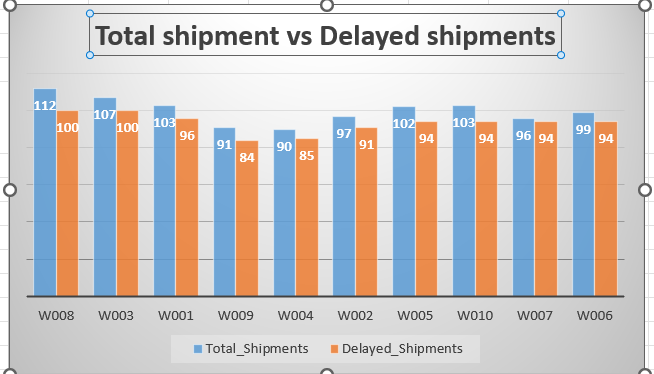 Total shipment vs Delayed shipments
112 100 107 100 103 96 91 84 90 85 97 91 102 94 103 94 96 94 99 94
W008 W003 W001 W009 W004 W002 W005 W010 W007 W006
Total_Shipments Delayed_Shipments